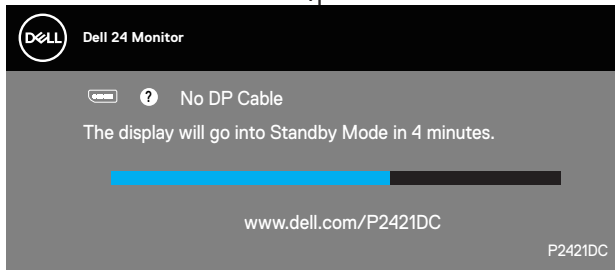 DELL Dell 24 Monitor
? No DP Cable
The display will go into Standby Mode in 4 minutes.
www.dell.com/P2421DC
P2421DC